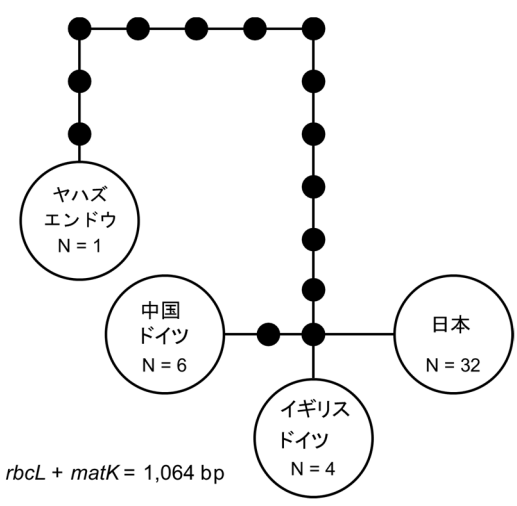 ヤハズ
エンドウ
N = 1
中国
ドイツ
N = 6
日本
N = 32
イギリス
ドイツ
N = 4
rbcL + matK = 1,064 bp